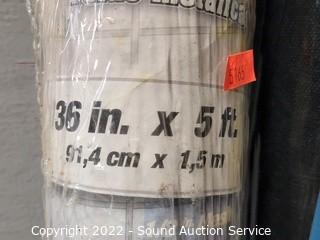 36 in. x 5 ft.
91,4 cm x 1,5 m
Copyright 2022 - Sound Auction Service